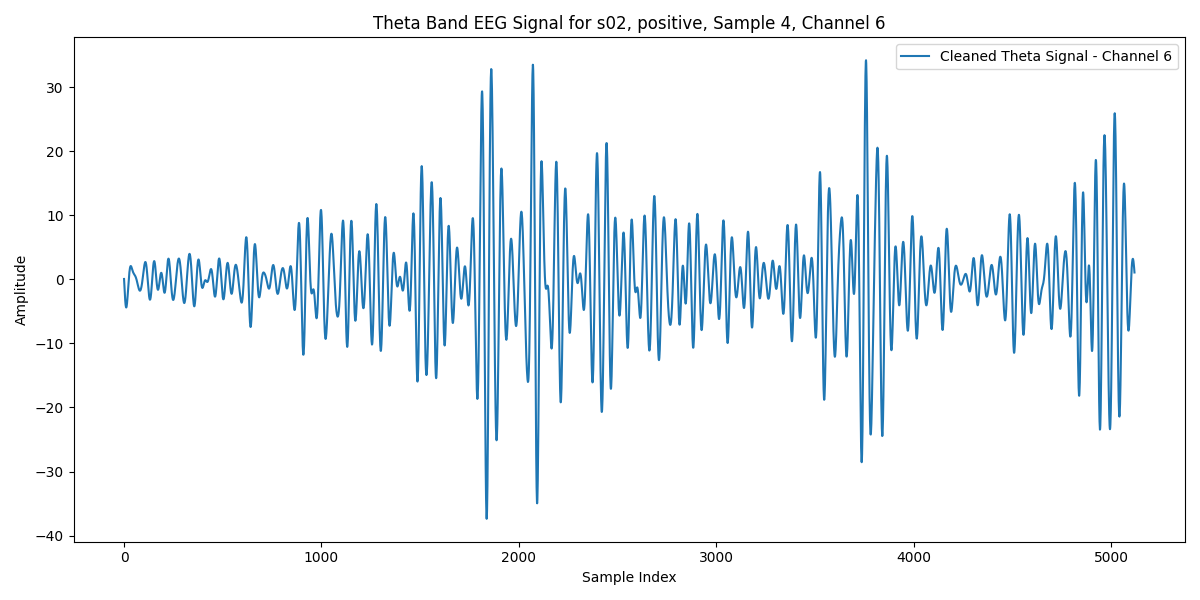 Theta Band EEG Signal for s02, positive, Sample 4, Channel 6
Cleaned Theta Signal - Channel 6
Amplitude
30
20
10
0
−10
−20
−30
−40
0 1000 2000 3000 4000 5000
Sample Index